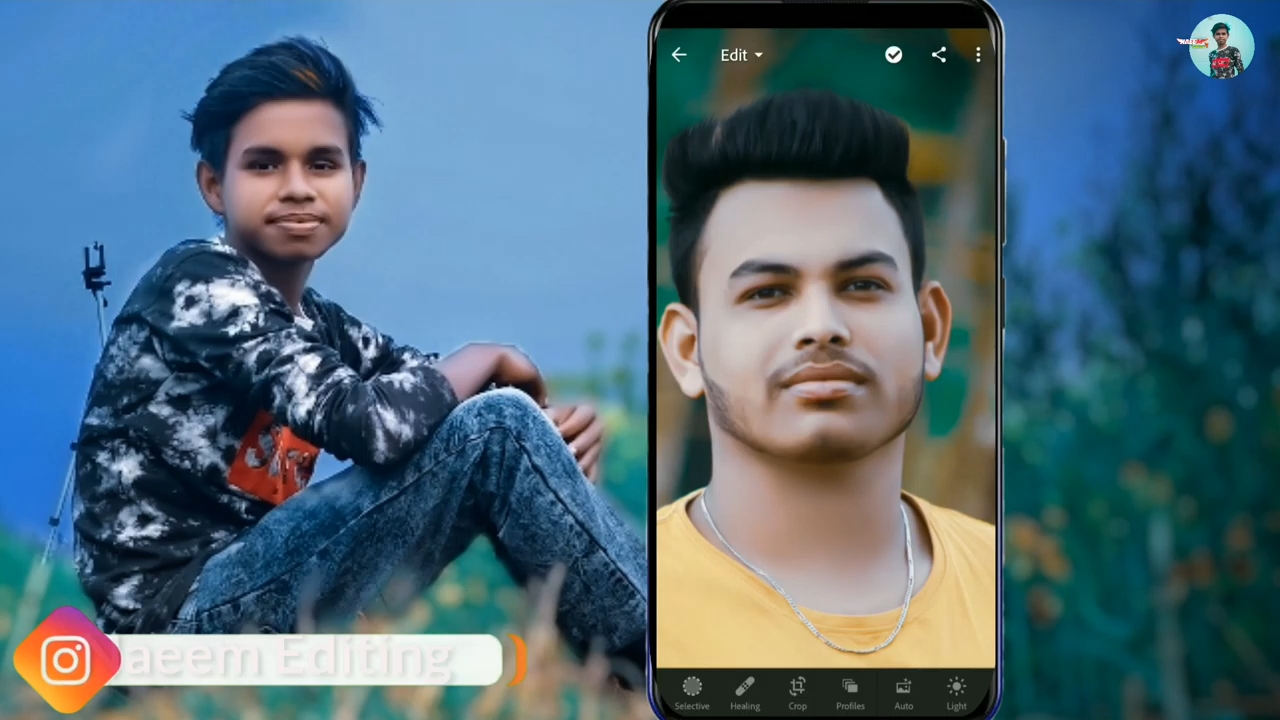 Edit
Selective
Healing
Crop
Profiles
Auto
Light
aeem Editing